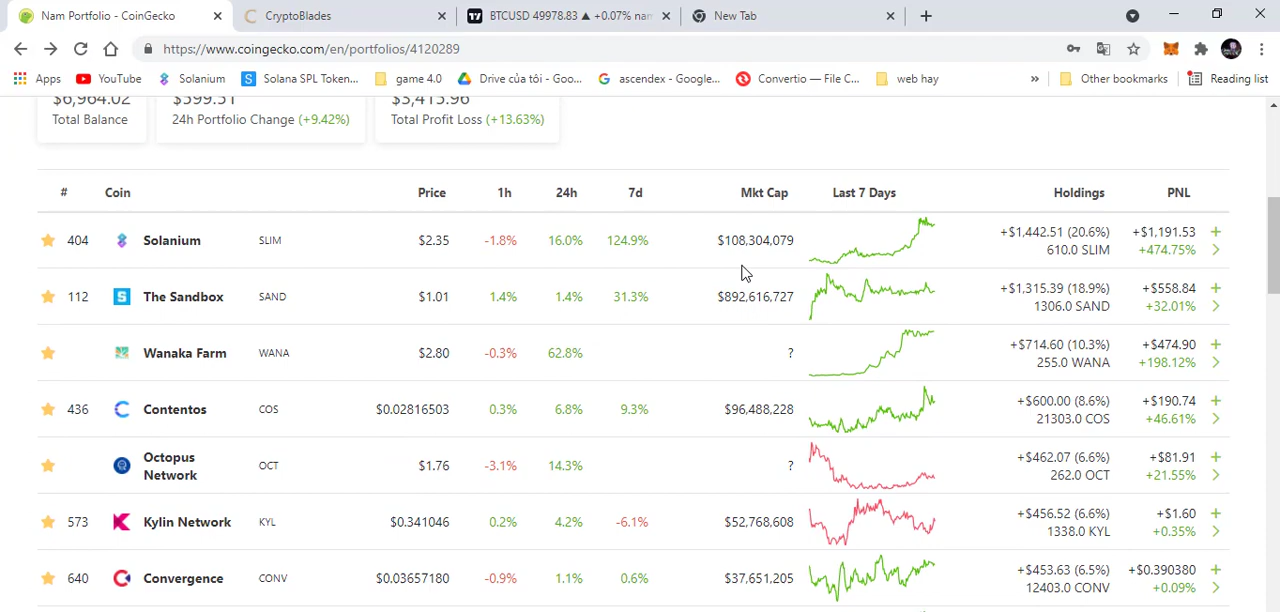 Nam Portfolio - CoinGecko
CryptoBlades
BTCUSD 49978.83 ▲ +0.07% nam
New Tab
https://www.coingecko.com/en/portfolios/4120289
Apps YouTube Solanium Solana SPL Token... game 4.0 Drive của tôi - Goo... ascendex - Google... Convertio — File C... web hay » Other bookmarks Reading list
$6,964.02 $599.51 $3,415.96
Total Balance 24h Portfolio Change (+9.42%) Total Profit Loss (+13.63%)
# Coin Price 1h 24h 7d Mkt Cap Last 7 Days Holdings PNL
404 Solanium SLIM $2.35 -1.8% 16.0% 124.9% $108,304,079 +$1,442.51 (20.6%) +$1,191.53
610.0 SLIM +474.75%
112 The Sandbox SAND $1.01 1.4% 1.4% 31.3% $892,616,727 +$1,315.39 (18.9%) +$558.84
1306.0 SAND +32.01%
Wanaka Farm WANA $2.80 -0.3% 62.8% ? +$714.60 (10.3%) +$474.90
255.0 WANA +198.12%
436 Contentos COS $0.02816503 0.3% 6.8% 9.3% $96,488,228 +$600.00 (8.6%) +$190.74
21303.0 COS +46.61%
Octopus Network OCT $1.76 -3.1% 14.3% ? +$462.07 (6.6%) +$81.91
262.0 OCT +21.55%
573 Kylin Network KYL $0.341046 0.2% 4.2% -6.1% $52,768,608 +$456.52 (6.6%) +$1.60
1338.0 KYL +0.35%
640 Convergence CONV $0.03657180 -0.9% 1.1% 0.6% $37,651,205 +$453.63 (6.5%) +$0.390380
12403.0 CONV +0.09%